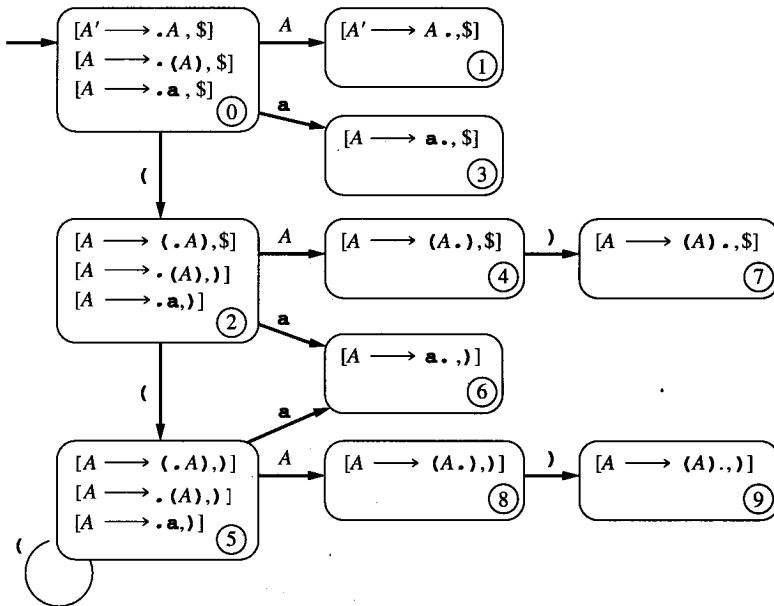 [A' ⟶ .A, $] A [A' ⟶ A., $]
[A ⟶ .(A), $]
[A ⟶ .a, $] 0 1
a
[A ⟶ a., $]
3
(
[A ⟶ (.A), $] A [A ⟶ (A.), $] ) [A ⟶ (A)., $]
[A ⟶ .(A), )]
[A ⟶ .a, )] 2 4 7
a
[A ⟶ a., )]
6
(
a
[A ⟶ (.A), )] A [A ⟶ (A.), )] ) [A ⟶ (A)., )]
[A ⟶ .(A), )]
[A ⟶ .a, )] 5 8 9
(